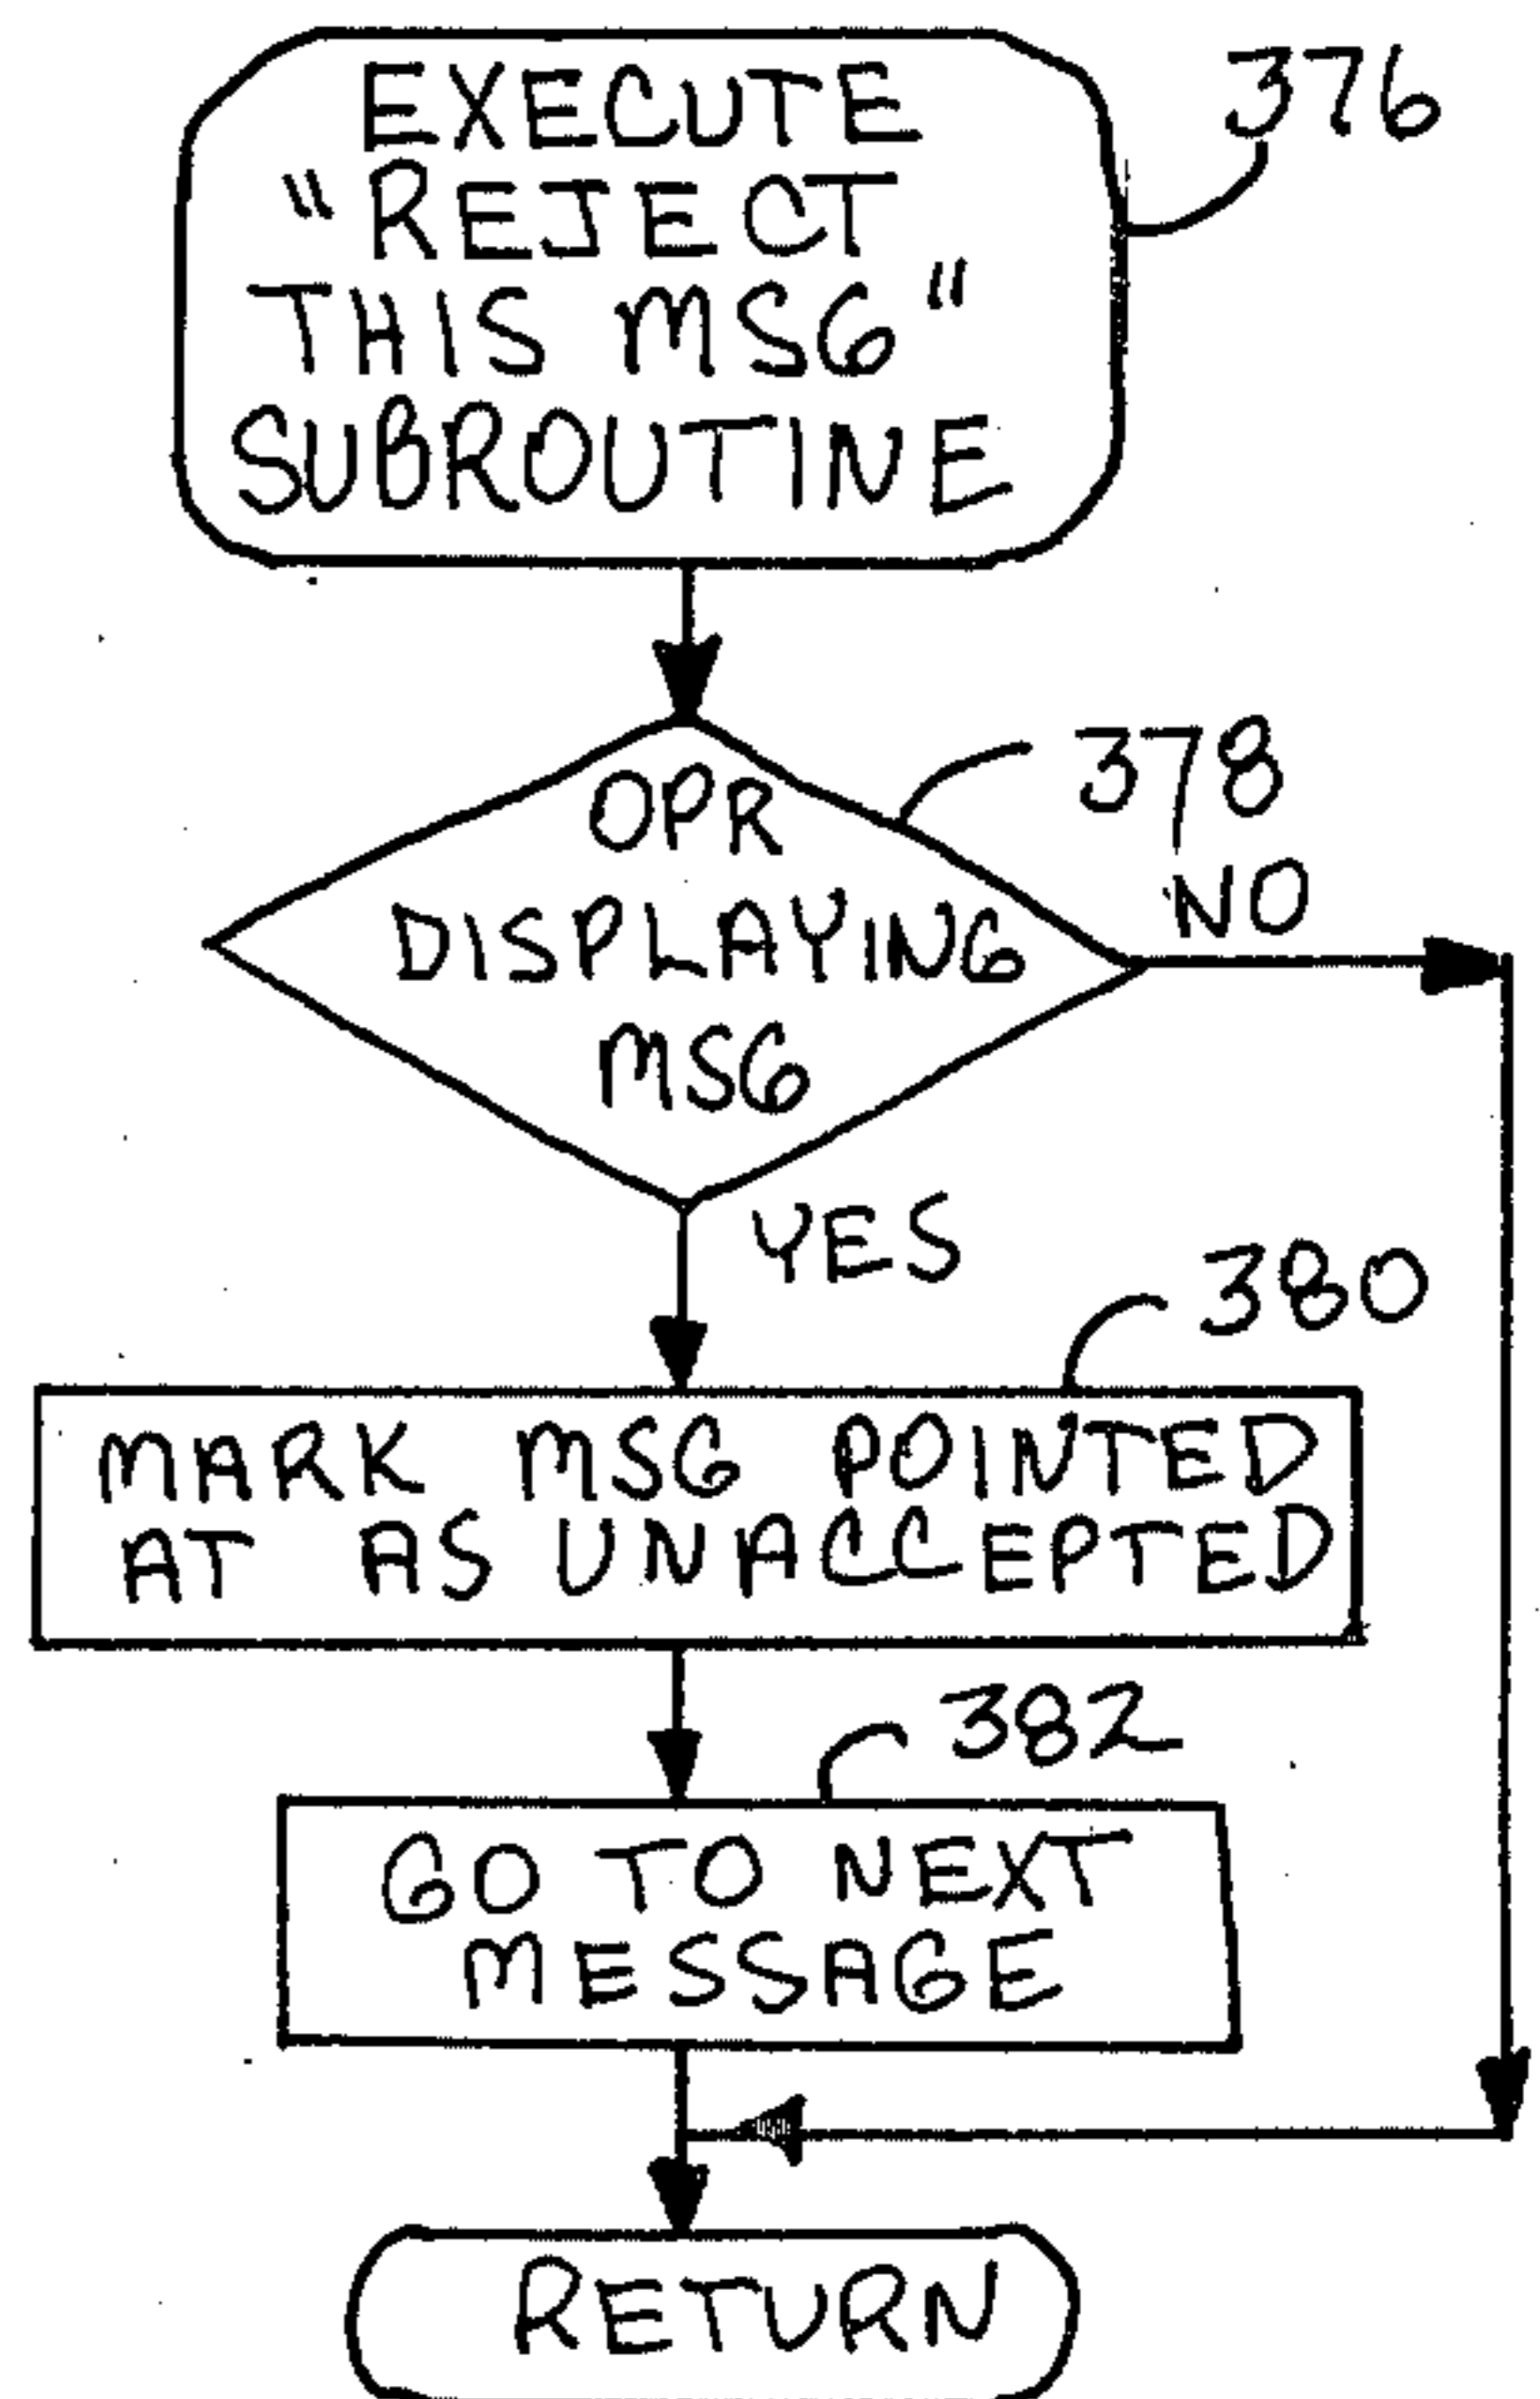 EXECUTE
"REJECT
THIS MSG"
SUBROUTINE
376
OPR
DISPLAYING
MSG
378
NO
YES
380
MARK MSG POINTED
AT AS UNACCEPTED
382
GO TO NEXT
MESSAGE
RETURN